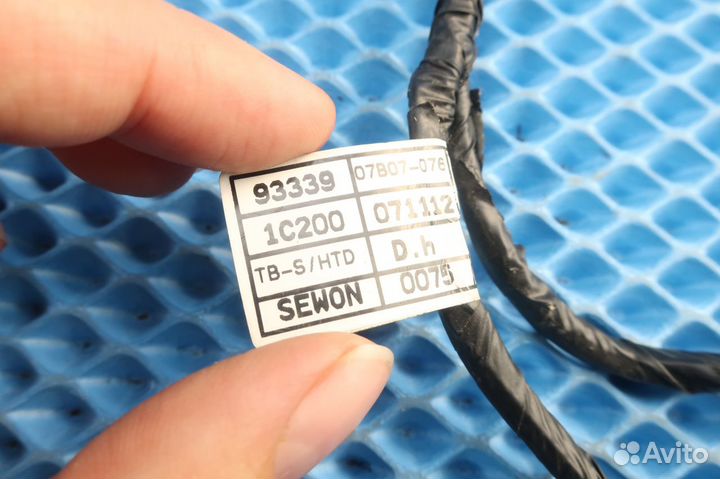 93339 07B07-076
1C200 071112
TB-S/HTD D.h
SEWON 0075
Avito